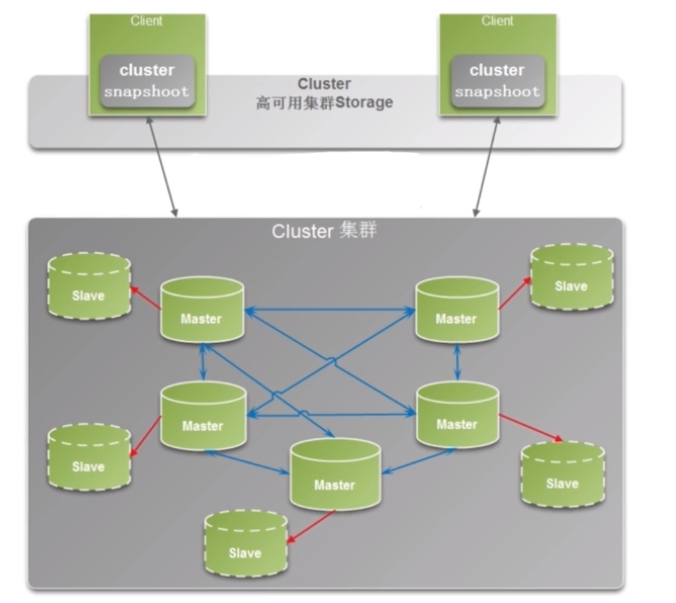 Client
Client
cluster
snapshoot
cluster
snapshoot
Cluster
高可用集群Storage
Cluster 集群
Slave
Master
Master
Slave
Master
Master
Slave
Master
Slave
Slave